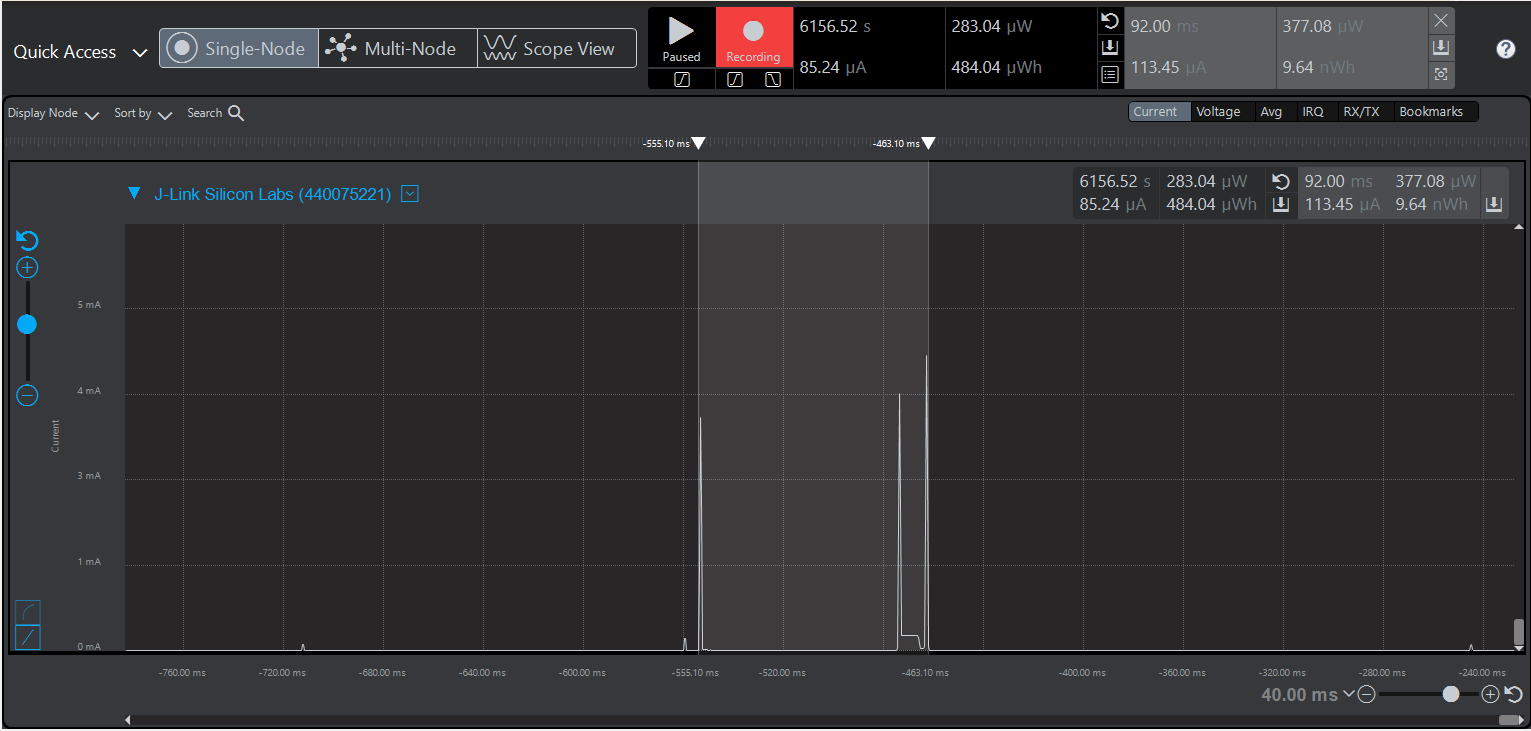 Quick Access
Single-Node
Multi-Node
Scope View
Paused
Recording
6156.52 s
283.04 µW
85.24 µA
484.04 µWh
92.00 ms
377.08 µW
113.45 µA
9.64 nWh
Display Node
Sort by
Search
Current
Voltage
Avg
IRQ
RX/TX
Bookmarks
-555.10 ms
-463.10 ms
J-Link Silicon Labs (440075221)
6156.52 s
283.04 µW
92.00 ms
377.08 µW
85.24 µA
484.04 µWh
113.45 µA
9.64 nWh
5 mA
4 mA
Current
3 mA
1 mA
0 mA
-760.00 ms
-720.00 ms
-680.00 ms
-640.00 ms
-600.00 ms
-555.10 ms
-520.00 ms
-463.10 ms
-400.00 ms
-360.00 ms
-320.00 ms
-280.00 ms
-240.00 ms
40.00 ms